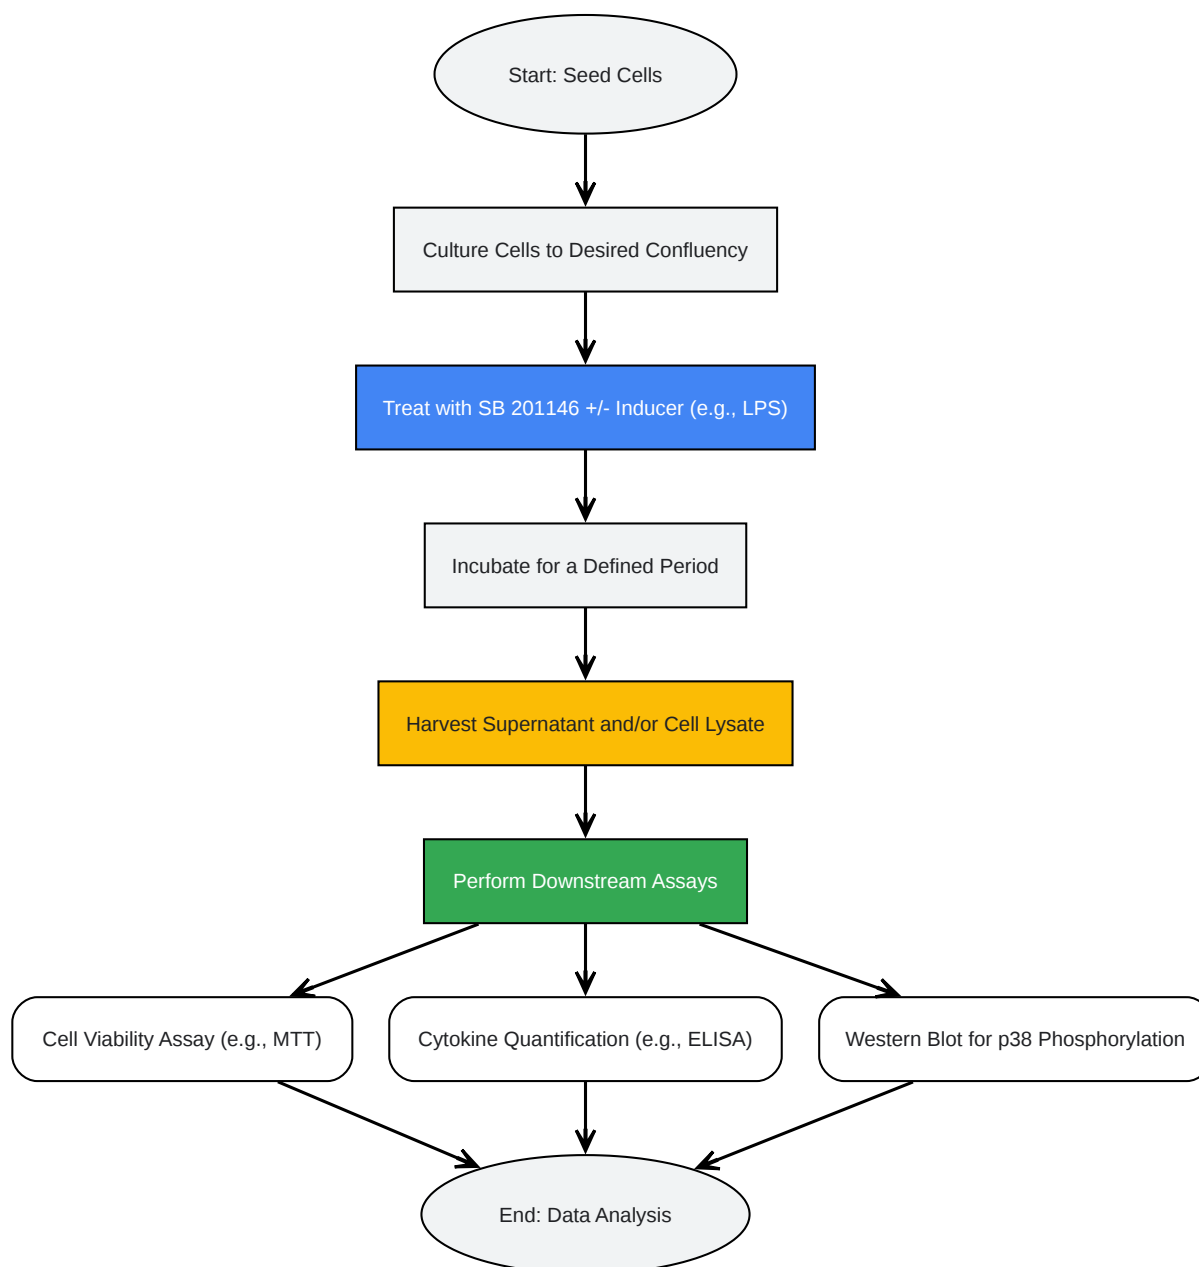 Start: Seed Cells
Culture Cells to Desired Confluency
Treat with SB 201146 +/- Inducer (e.g., LPS)
Incubate for a Defined Period
Harvest Supernatant and/or Cell Lysate
Perform Downstream Assays
Cell Viability Assay (e.g., MTT)
Cytokine Quantification (e.g., ELISA)
Western Blot for p38 Phosphorylation
End: Data Analysis